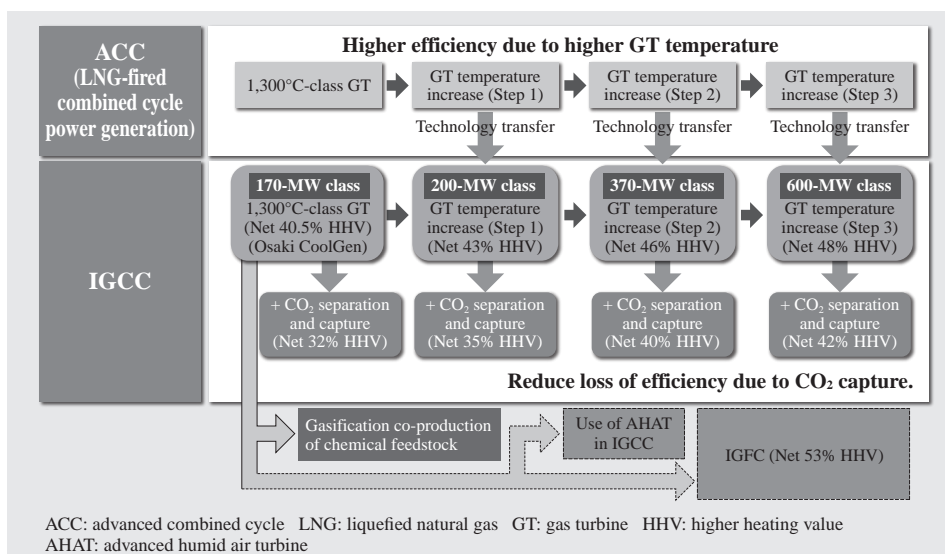 ACC
(LNG-fired
combined cycle
power generation)
Higher efficiency due to higher GT temperature
1,300°C-class GT
GT temperature
increase (Step 1)
GT temperature
increase (Step 2)
GT temperature
increase (Step 3)
Technology transfer
Technology transfer
Technology transfer
IGCC
170-MW class
1,300°C-class GT
(Net 40.5% HHV)
(Osaki CoolGen)
200-MW class
GT temperature
increase (Step 1)
(Net 43% HHV)
370-MW class
GT temperature
increase (Step 2)
(Net 46% HHV)
600-MW class
GT temperature
increase (Step 3)
(Net 48% HHV)
+ CO₂ separation
and capture
(Net 32% HHV)
+ CO₂ separation
and capture
(Net 35% HHV)
+ CO₂ separation
and capture
(Net 40% HHV)
+ CO₂ separation
and capture
(Net 42% HHV)
Reduce loss of efficiency due to CO₂ capture.
Gasification co-production
of chemical feedstock
Use of AHAT
in IGCC
IGFC (Net 53% HHV)
ACC: advanced combined cycle LNG: liquefied natural gas GT: gas turbine HHV: higher heating value
AHAT: advanced humid air turbine